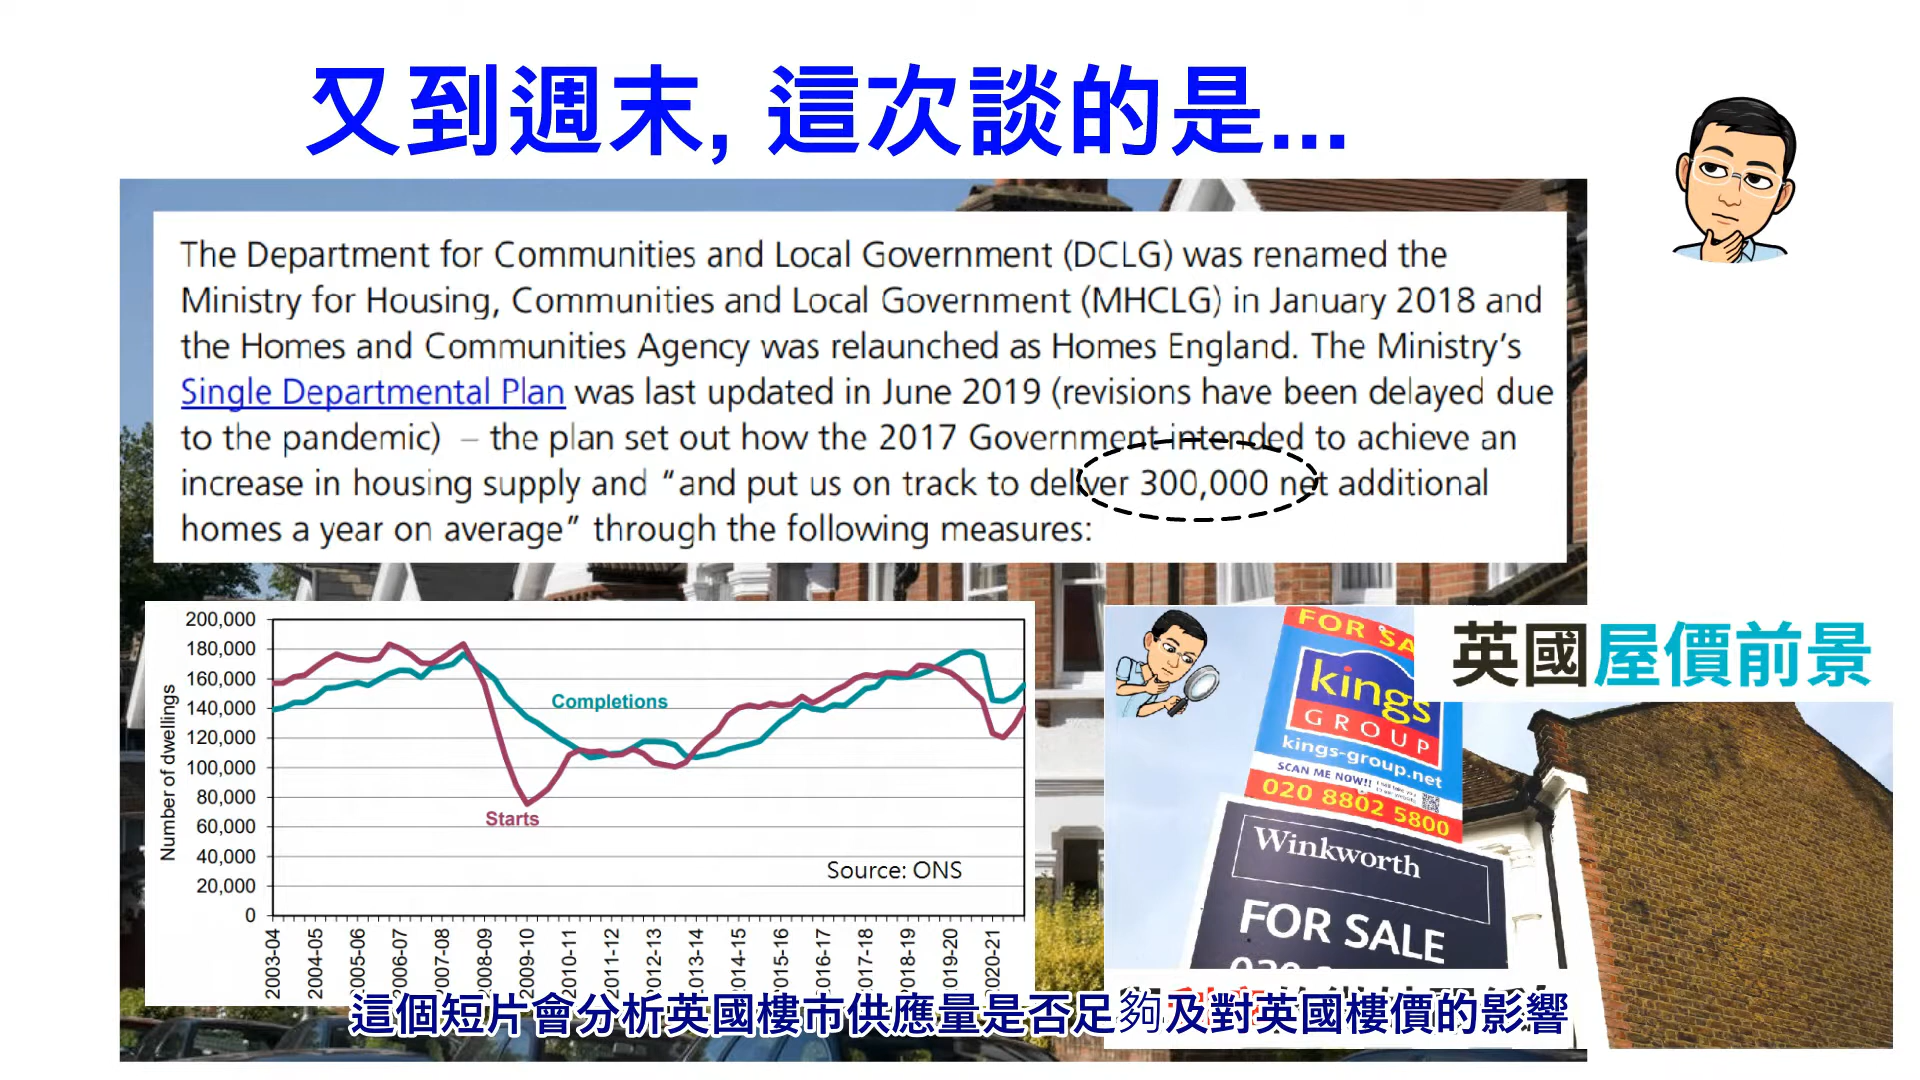 又到週末, 這次談的是...
The Department for Communities and Local Government (DCLG) was renamed the
Ministry for Housing, Communities and Local Government (MHCLG) in January 2018 and
the Homes and Communities Agency was relaunched as Homes England. The Ministry's
Single Departmental Plan was last updated in June 2019 (revisions have been delayed due
to the pandemic) – the plan set out how the 2017 Government intended to achieve an
increase in housing supply and “and put us on track to deliver 300,000 net additional
homes a year on average” through the following measures:
Number of dwellings
200,000
180,000
160,000
140,000
120,000
100,000
80,000
60,000
40,000
20,000
0
Completions
Starts
Source: ONS
2003-04
2004-05
2005-06
2006-07
2007-08
2008-09
2009-10
2010-11
2011-12
2012-13
2013-14
2014-15
2015-16
2016-17
2017-18
2018-19
2019-20
2020-21
英國屋價前景
FOR SA
kings
GROUP
kings-group.net
SCAN ME NOW!!
020 8802 5800
Winkworth
FOR SALE
這個短片會分析英國樓市供應量是否足夠及對英國樓價的影響